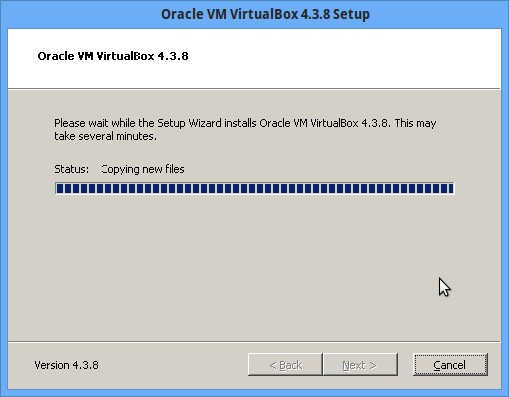 Oracle VM VirtualBox 4.3.8 Setup
Oracle VM VirtualBox 4.3.8
Please wait while the Setup Wizard installs Oracle VM VirtualBox 4.3.8. This may
take several minutes.
Status: Copying new files
Version 4.3.8 < Back Next > Cancel